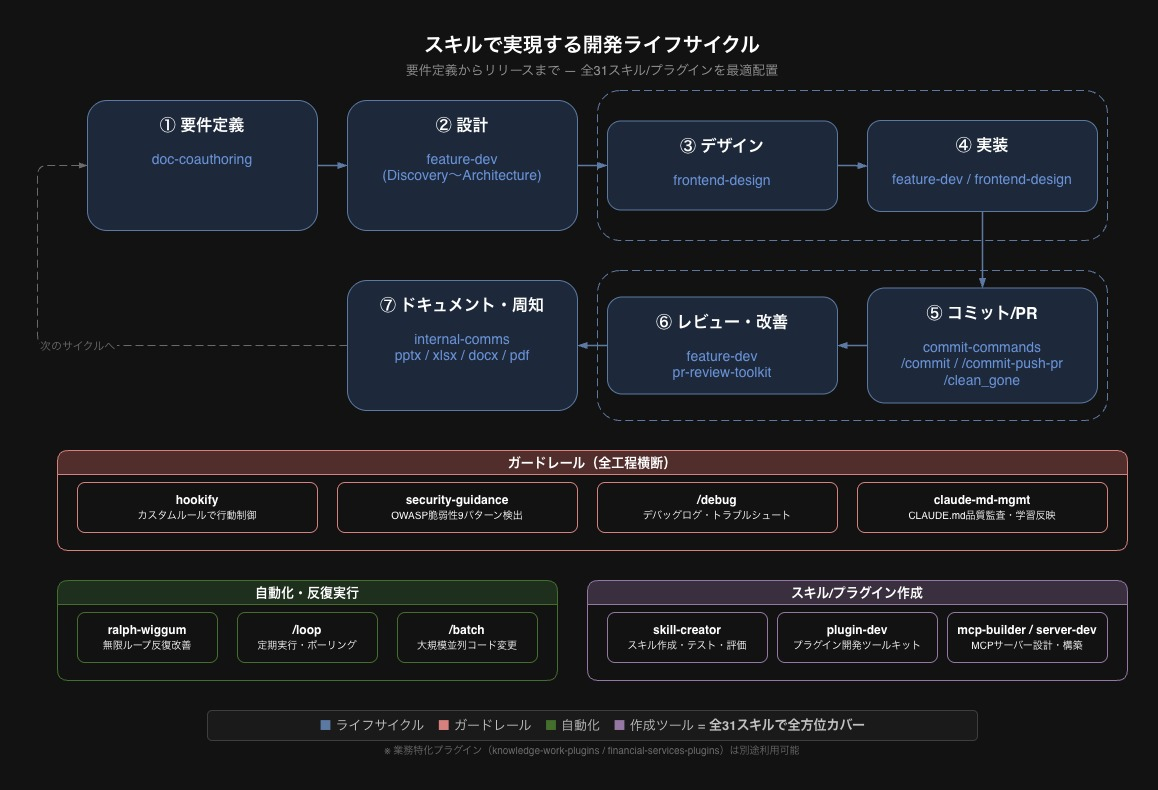 スキルで実現する開発ライフサイクル
要件定義からリリースまで — 全31スキル/プラグインを最適配置
① 要件定義
doc-coauthoring
② 設計
feature-dev
(Discovery〜Architecture)
③ デザイン
frontend-design
④ 実装
feature-dev / frontend-design
⑤ コミット/PR
commit-commands
/commit / /commit-push-pr
/clean_gone
⑥ レビュー・改善
feature-dev
pr-review-toolkit
⑦ ドキュメント・周知
internal-comms
pptx / xlsx / docx / pdf
次のサイクルへ
ガードレール（全工程横断）
hookify
カスタムルールで行動制御
security-guidance
OWASP脆弱性9パターン検出
/debug
デバッグログ・トラブルシュート
claude-md-mgmt
CLAUDE.md品質監査・学習反映
自動化・反復実行
ralph-wiggum
無限ループ反復改善
/loop
定期実行・ポーリング
/batch
大規模並列コード変更
スキル/プラグイン作成
skill-creator
スキル作成・テスト・評価
plugin-dev
プラグイン開発ツールキット
mcp-builder / server-dev
MCPサーバー設計・構築
ライフサイクル ガードレール 自動化 作成ツール = 全31スキルで全方位カバー
※ 業務特化プラグイン（knowledge-work-plugins / financial-services-plugins）は別途利用可能